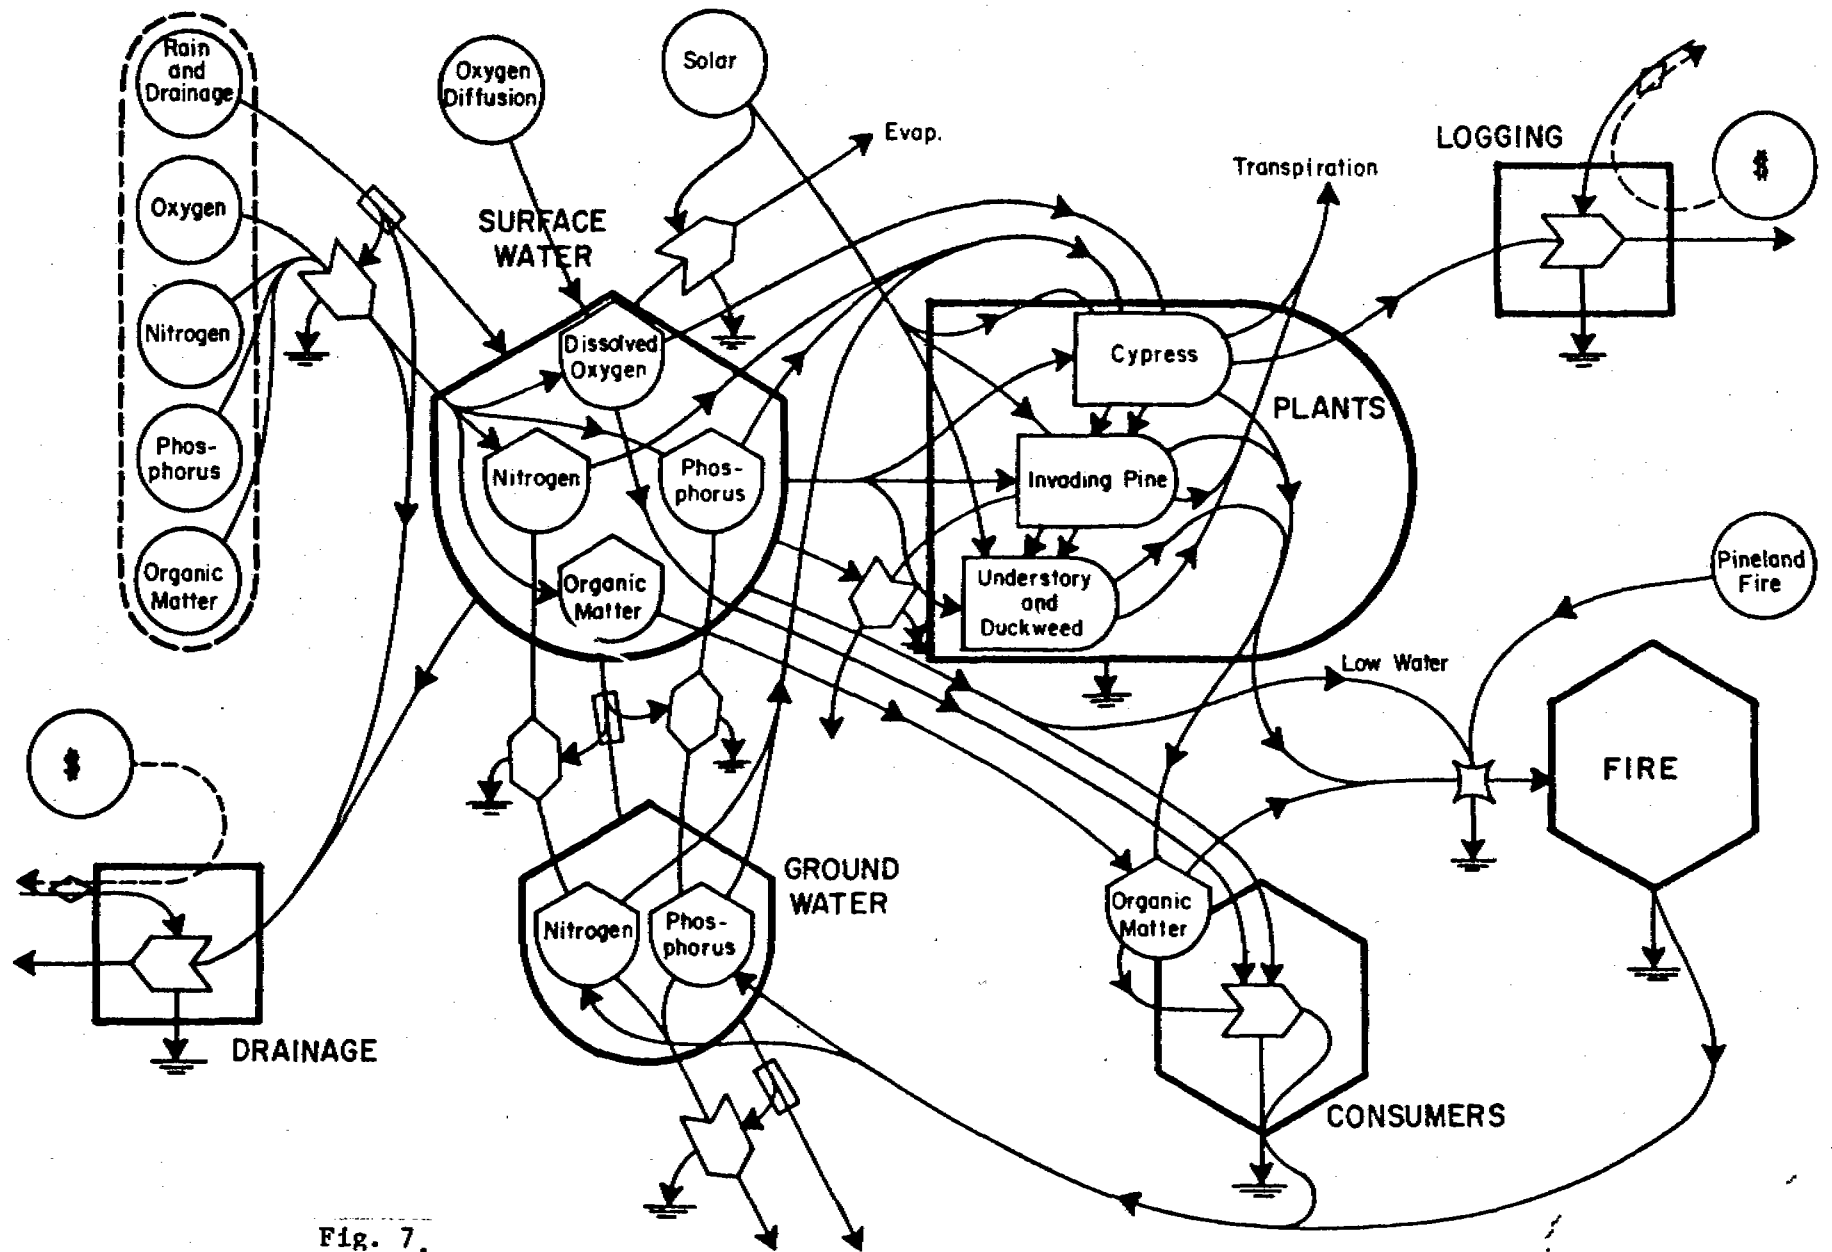 Rain
and
Drainage
Oxygen
Nitrogen
Phos-
phorus
Organic
Matter
Oxygen
Diffusion
Solar
Evap.
SURFACE
WATER
Dissolved
Oxygen
Nitrogen
Phos-
phorus
Organic
Matter
Transpiration
LOGGING
$
PLANTS
Cypress
Invading Pine
Understory
and
Duckweed
Pineland
Fire
Low Water
FIRE
$
DRAINAGE
GROUND
WATER
Nitrogen
Phos-
phorus
Organic
Matter
CONSUMERS
Fig. 7.